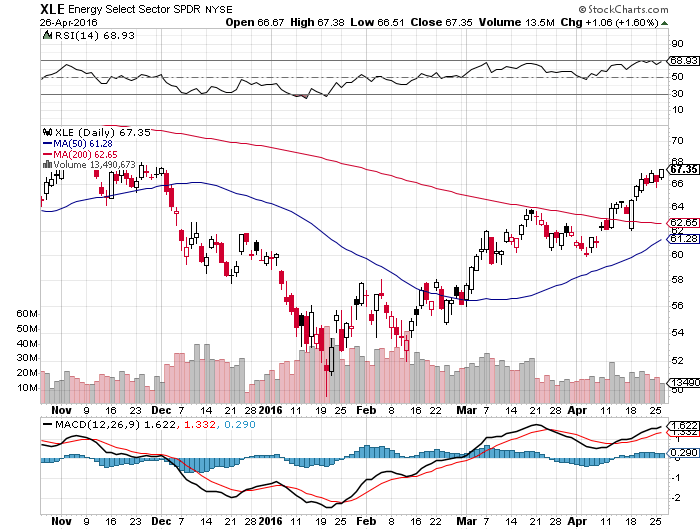 XLE Energy Select Sector SPDR NYSE
© StockCharts.com
26-Apr-2016
Open 66.67 High 67.38 Low 66.51 Close 67.35 Volume 13.5M Chg +1.06 (+1.60%)
RSI(14) 68.93
90
70
68.93
50
30
10
XLE (Daily) 67.35
MA(50) 61.28
MA(200) 62.65
Volume 13,490,673
70
68
67.35
66
64
62.65
62
61.28
60
58
56
54
52
50
60M
50M
40M
30M
20M
10M
13490
Nov 9 16 23 Dec 7 14 21 28 2016 11 19 25 Feb 8 16 22 Mar 7 14 21 28 Apr 11 18 25
MACD(12,26,9) 1.622, 1.332, 0.290
1.622
1.332
1
0.290
-1
-2
Nov 9 16 23 Dec 7 14 21 28 2016 11 19 25 Feb 8 16 22 Mar 7 14 21 28 Apr 11 18 25